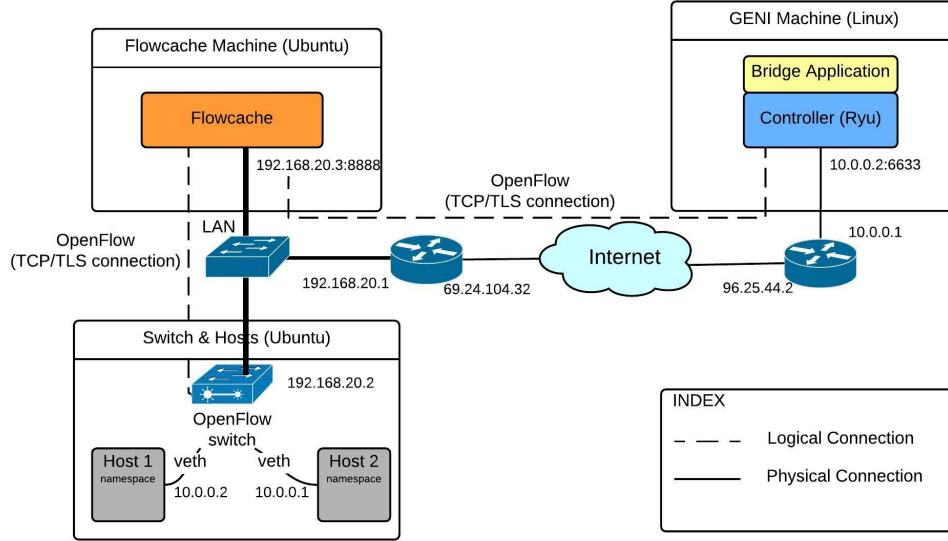 Flowcache Machine (Ubuntu)
Flowcache
192.168.20.3:8888
GENI Machine (Linux)
Bridge Application
Controller (Ryu)
10.0.0.2:6633
OpenFlow
(TCP/TLS connection)
10.0.0.1
LAN
OpenFlow
(TCP/TLS connection)
192.168.20.1
69.24.104.32
Internet
96.25.44.2
Switch & Hosts (Ubuntu)
192.168.20.2
OpenFlow
switch
Host 1
namespace
veth
10.0.0.2
veth
10.0.0.1
Host 2
namespace
INDEX
Logical Connection
Physical Connection